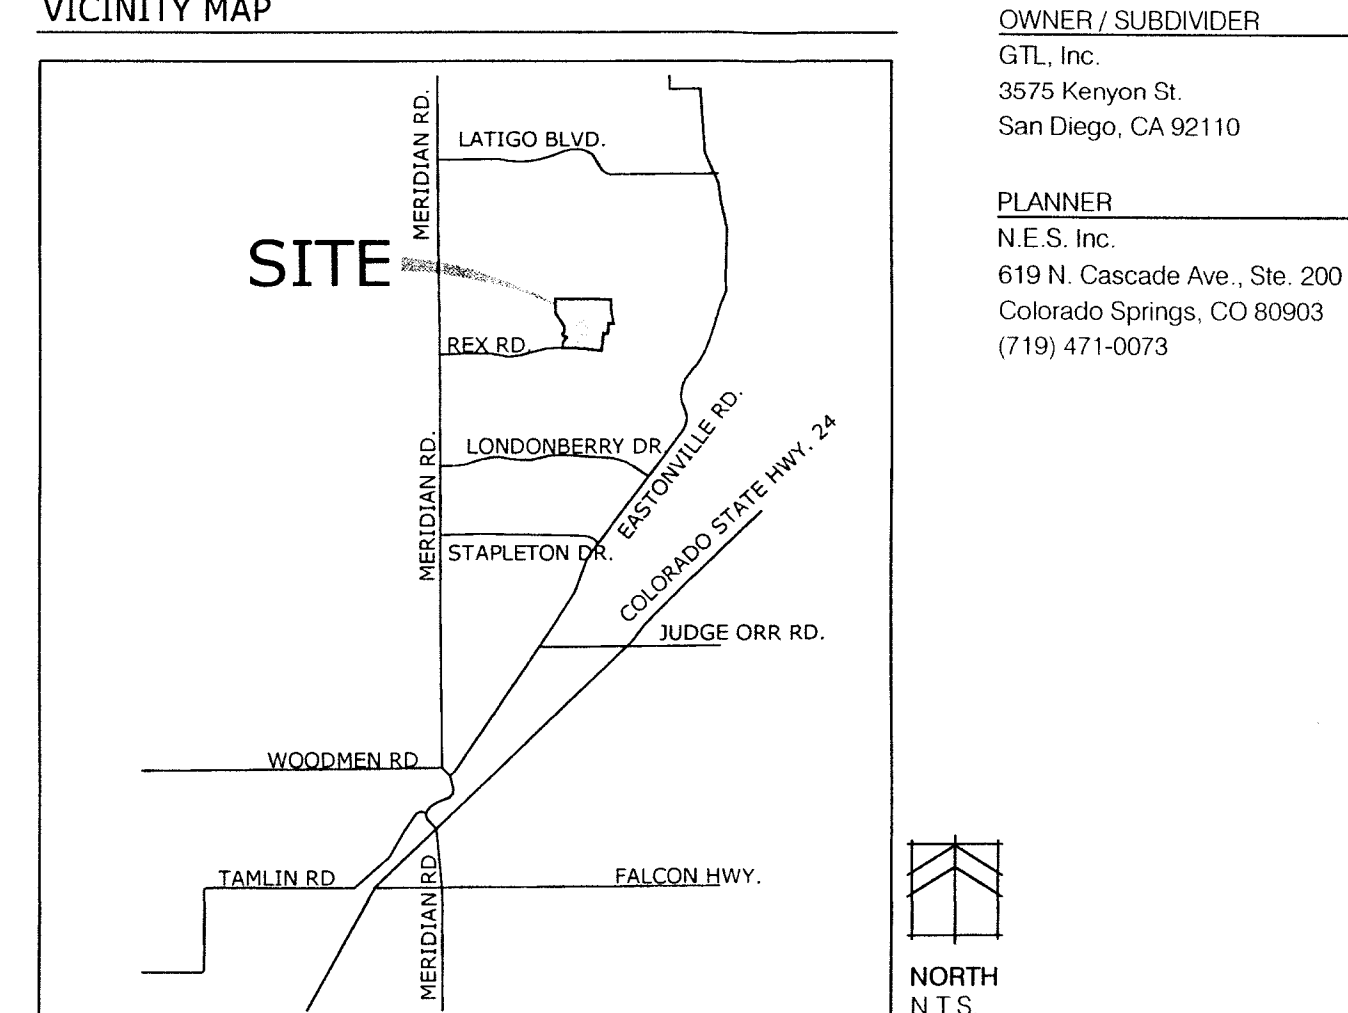 VICINITY MAP
OWNER / SUBDIVIDER
GTL, Inc.
3575 Kenyon St.
San Diego, CA 92110
PLANNER
N.E.S. Inc.
619 N. Cascade Ave., Ste. 200
Colorado Springs, CO 80903
(719) 471-0073
MERIDIAN RD.
LATIGO BLVD.
SITE
REX RD.
LONDONBERRY DR
EASTONVILLE RD.
COLORADO STATE HWY. 24
MERIDIAN RD.
STAPLETON DR.
JUDGE ORR RD.
WOODMEN RD
TAMLIN RD
MERIDIAN RD
FALCON HWY.
NORTH
N.T.S.